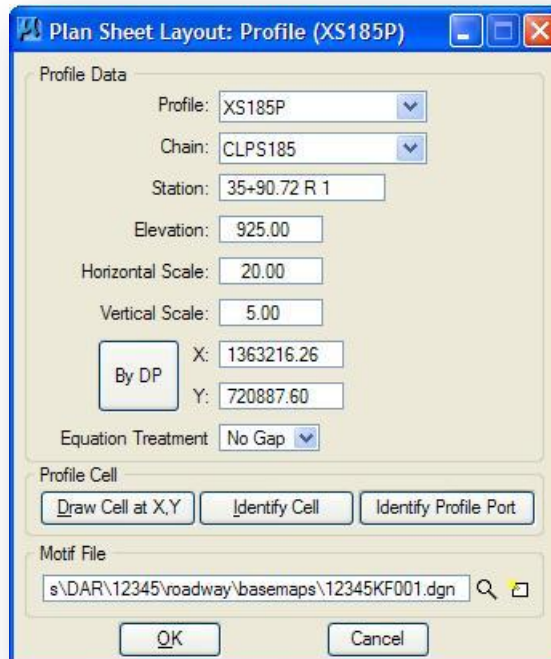 Plan Sheet Layout: Profile (XS185P)
Profile Data
Profile: XS185P
Chain: CLPS185
Station: 35+90.72 R 1
Elevation: 925.00
Horizontal Scale: 20.00
Vertical Scale: 5.00
By DP
X: 1363216.26
Y: 720887.60
Equation Treatment No Gap
Profile Cell
Draw Cell at X,Y Identify Cell Identify Profile Port
Motif File
s\DAR\12345\roadway\basemaps\12345KF001.dgn
OK Cancel